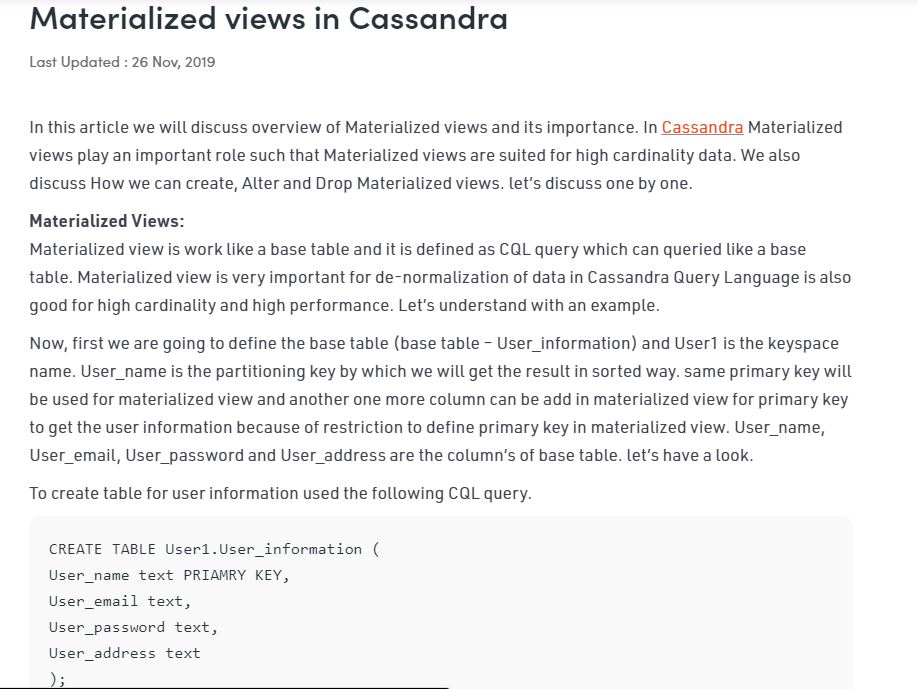 Materialized views in Cassandra
Last Updated : 26 Nov, 2019
In this article we will discuss overview of Materialized views and its importance. In Cassandra Materialized
views play an important role such that Materialized views are suited for high cardinality data. We also
discuss How we can create, Alter and Drop Materialized views. let’s discuss one by one.
Materialized Views:
Materialized view is work like a base table and it is defined as CQL query which can queried like a base
table. Materialized view is very important for de-normalization of data in Cassandra Query Language is also
good for high cardinality and high performance. Let’s understand with an example.
Now, first we are going to define the base table (base table – User_information) and User1 is the keyspace
name. User_name is the partitioning key by which we will get the result in sorted way. same primary key will
be used for materialized view and another one more column can be add in materialized view for primary key
to get the user information because of restriction to define primary key in materialized view. User_name,
User_email, User_password and User_address are the column’s of base table. let’s have a look.
To create table for user information used the following CQL query.
CREATE TABLE User1.User_information (
User_name text PRIAMRY KEY,
User_email text,
User_password text,
User_address text
);